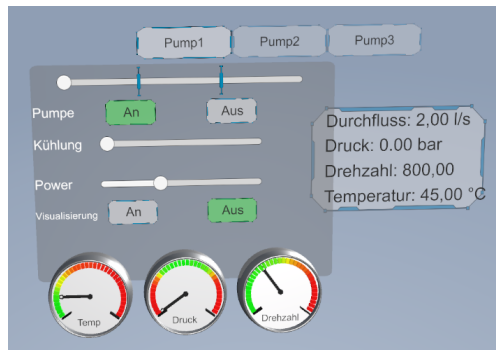 Pump1 Pump2 Pump3
Pumpe An Aus
Durchfluss: 2,00 l/s
Kühlung
Druck: 0.00 bar
Drehzahl: 800,00
Power
Temperatur: 45,00 °C
Visualisierung An Aus
Temp Druck Drehzahl